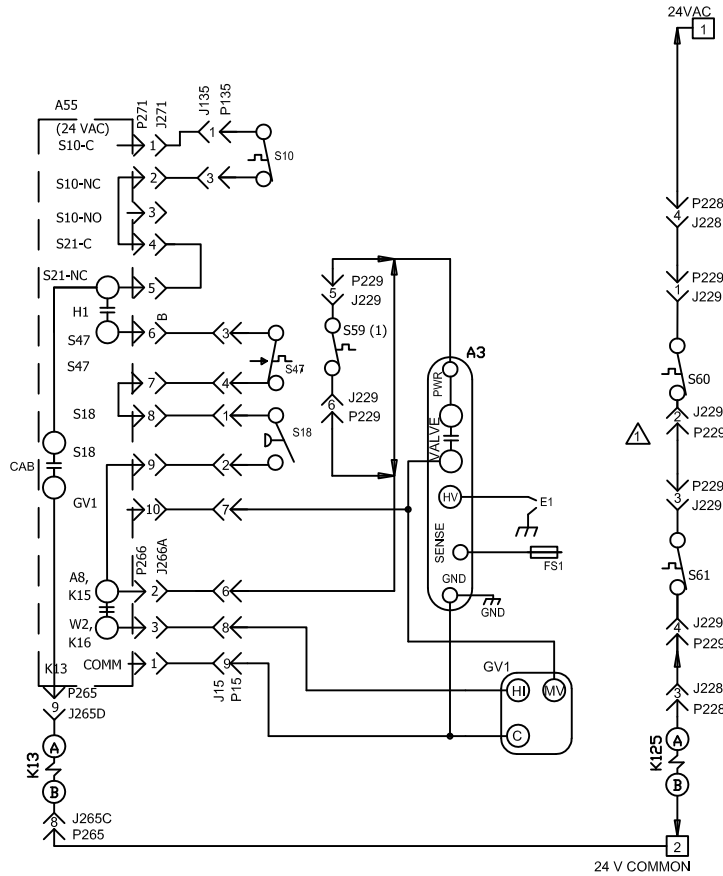 24VAC
1
A55
(24 VAC)
P271
J271
J135
P135
S10-C
1
1
S10
S10-NC
2
3
S10-NO
3
S21-C
4
S21-NC
5
H1
B
S47
6
3
S47
S47
7
4
S18
8
1
S18
S18
9
2
CAB
GV1
10
7
P266
J266A
A8,
K15
2
6
W2,
K16
3
8
K13
COMM
1
9
J15
P15
P265
9
J265D
A
K13
B
8
J265C
P265
P229
5
J229
S59 (1)
J229
6
P229
A3
PWR
VALVE
HV
E1
SENSE
FS1
GND
GND
GV1
HI
MV
C
P228
4
J228
P229
1
J229
S60
J229
2
P229
1
P229
3
J229
S61
J229
4
P229
J228
3
P228
A
K125
B
2
24 V COMMON